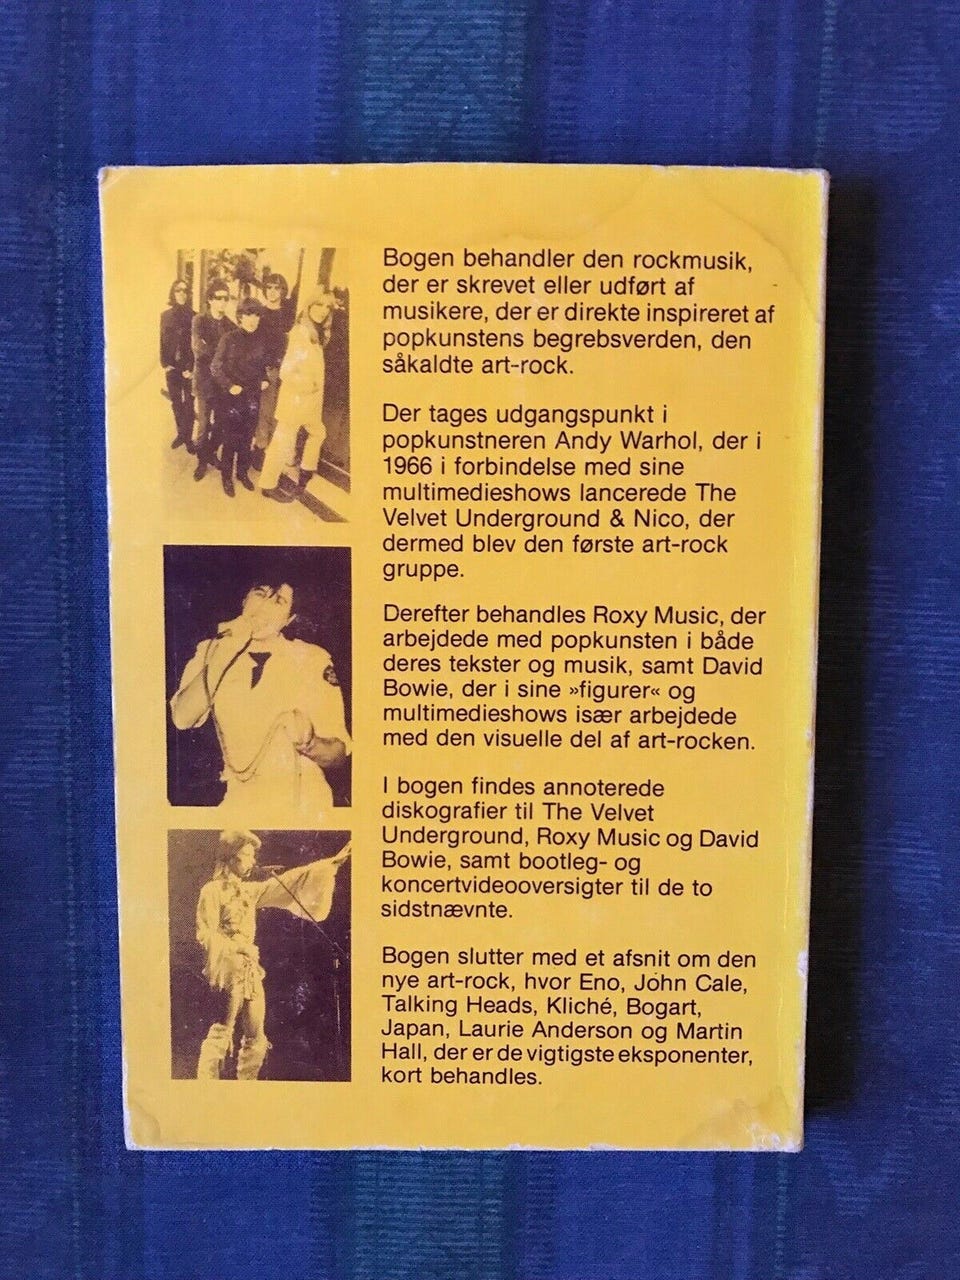 Bogen behandler den rockmusik,
der er skrevet eller udført af
musikere, der er direkte inspireret af
popkunstens begrebsverden, den
såkaldte art-rock.
Der tages udgangspunkt i
popkunstneren Andy Warhol, der i
1966 i forbindelse med sine
multimedieshows lancerede The
Velvet Underground & Nico, der
dermed blev den første art-rock
gruppe.
Derefter behandles Roxy Music, der
arbejdede med popkunsten i både
deres tekster og musik, samt David
Bowie, der i sine »figurer« og
multimedieshows især arbejdede
med den visuelle del af art-rocken.
I bogen findes annoterede
diskografier til The Velvet
Underground, Roxy Music og David
Bowie, samt bootleg- og
koncertvideooversigter til de to
sidstnævnte.
Bogen slutter med et afsnit om den
nye art-rock, hvor Eno, John Cale,
Talking Heads, Kliché, Bogart,
Japan, Laurie Anderson og Martin
Hall, der er de vigtigste eksponenter,
kort behandles.